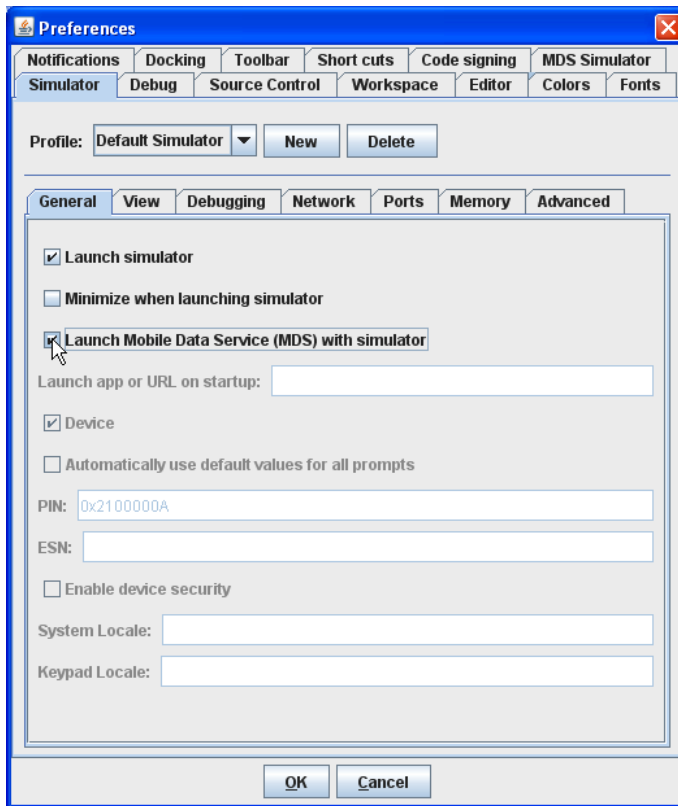 Preferences
Notifications Docking Toolbar Short cuts Code signing MDS Simulator
Simulator Debug Source Control Workspace Editor Colors Fonts
Profile: Default Simulator New Delete
General View Debugging Network Ports Memory Advanced
Launch simulator
Minimize when launching simulator
Launch Mobile Data Service (MDS) with simulator
Launch app or URL on startup:
Device
Automatically use default values for all prompts
PIN: 0x2100000A
ESN:
Enable device security
System Locale:
Keypad Locale:
OK Cancel